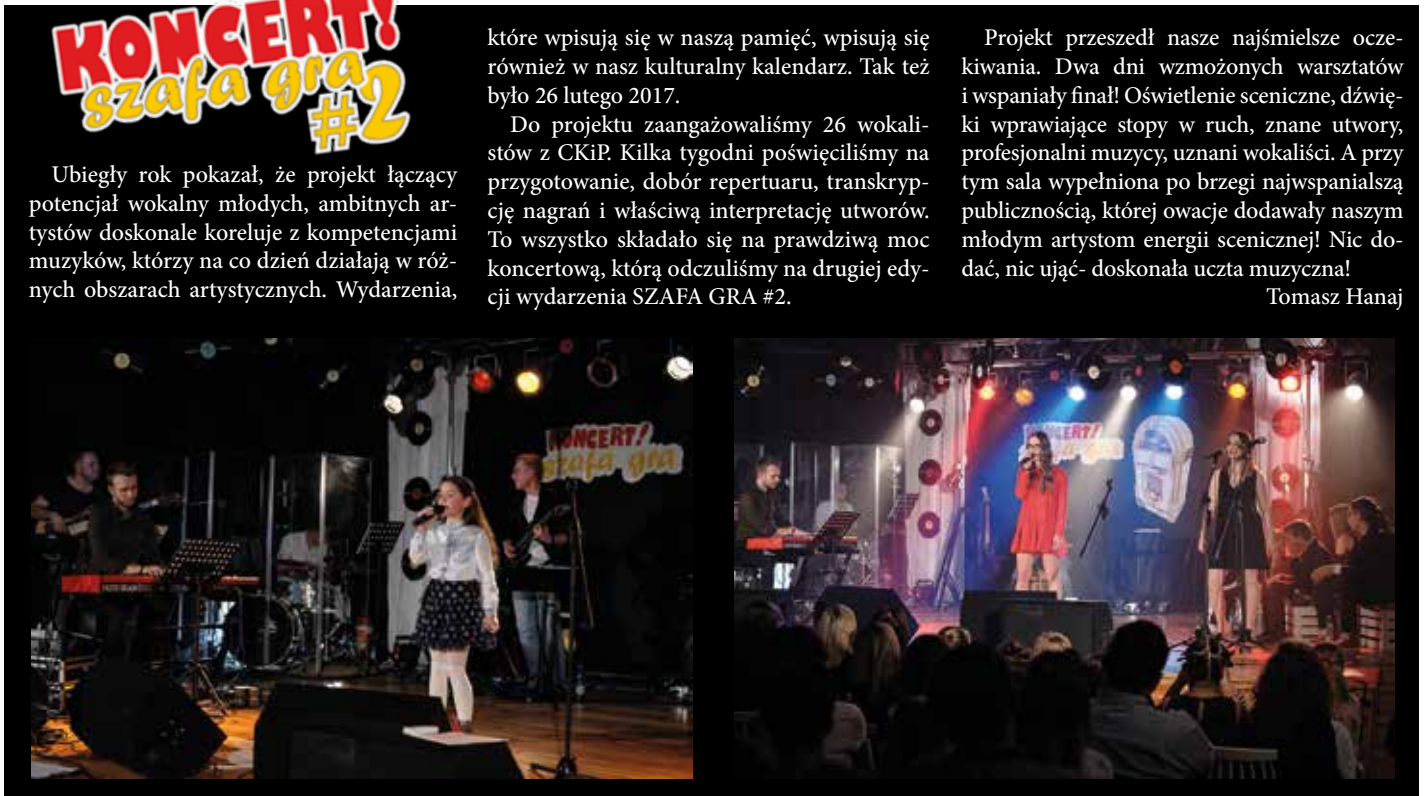 KONCERT!
szafa gra
#2
Ubiegły rok pokazał, że projekt łączący
potencjał wokalny młodych, ambitnych ar-
tystów doskonale koreluje z kompetencjami
muzyków, którzy na co dzień działają w róż-
nych obszarach artystycznych. Wydarzenia,
które wpisują się w naszą pamięć, wpisują się
również w nasz kulturalny kalendarz. Tak też
było 26 lutego 2017.
Do projektu zaangażowaliśmy 26 wokali-
stów z CKiP. Kilka tygodni poświęciliśmy na
przygotowanie, dobór repertuaru, transkryp-
cję nagrań i właściwą interpretację utworów.
To wszystko składało się na prawdziwą moc
koncertową, którą odczuliśmy na drugiej edy-
cji wydarzenia SZAFA GRA #2.
Projekt przeszedł nasze najśmielsze ocze-
kiwania. Dwa dni wzmożonych warsztatów
i wspaniały finał! Oświetlenie sceniczne, dźwię-
ki wprawiające stopy w ruch, znane utwory,
profesjonalni muzycy, uznani wokaliści. A przy
tym sala wypełniona po brzegi najwspanialszą
publicznością, której owacje dodawały naszym
młodym artystom energii scenicznej! Nic do-
dać, nic ująć- doskonała uczta muzyczna!
Tomasz Hanaj
KONCERT!
szafa gra
KONCERT!
szafa gra